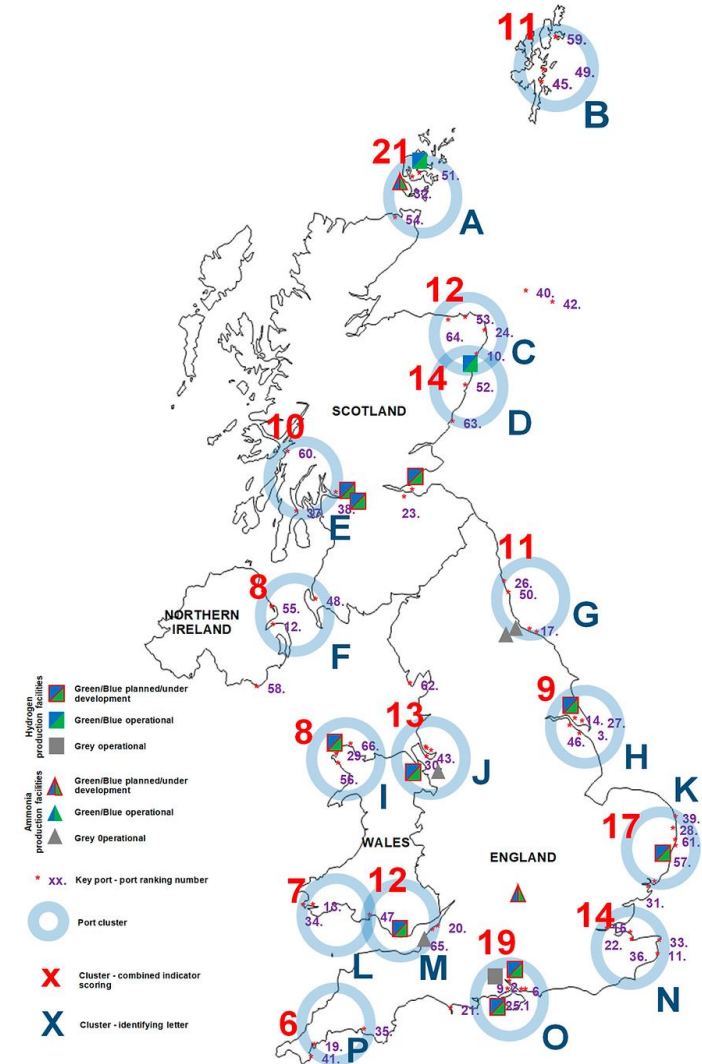 11
59.
49.
45.
B
21
51.
32.
54.
A
40.
42.
12
53.
64.
24.
C
10.
14
52.
SCOTLAND
63.
D
10
60.
38.
37.
E
23.
11
26.
50.
17.
G
8
55.
48.
NORTHERN
IRELAND
12.
F
58.
62.
9
14.
27.
3.
46.
H
Hydrogen
production facilities
Green/Blue planned/under
development
Green/Blue operational
Grey operational
Ammonia
production facilities
Green/Blue planned/under
development
Green/Blue operational
Grey 0perational
8
66.
29.
56.
I
13
43.
30.
J
K
39.
28.
61.
17
57.
31.
WALES
ENGLAND
* xx. Key port - port ranking number
Port cluster
X Cluster - combined indicator
scoring
X Cluster - identifying letter
7
34.
L
12
47
20.
65.
M
14
22.
33.
36.
11.
N
19
9.
2.
6.
25.
1
21.
O
6
35.
19.
41.
P